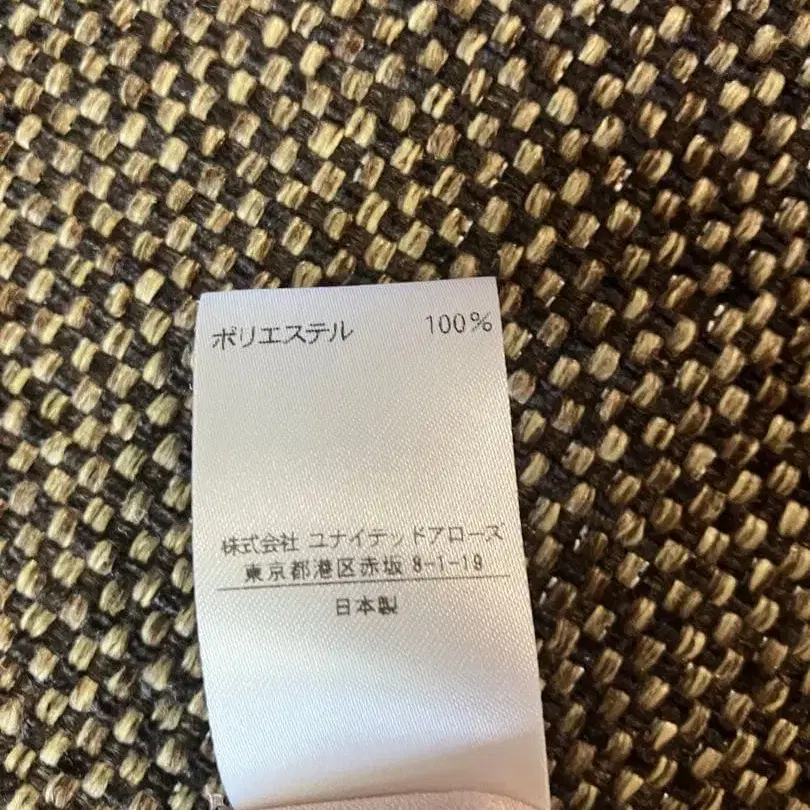 ポリエステル 100%
株式会社 ユナイテッドアローズ
東京都港区赤坂 8-1-19
日本製